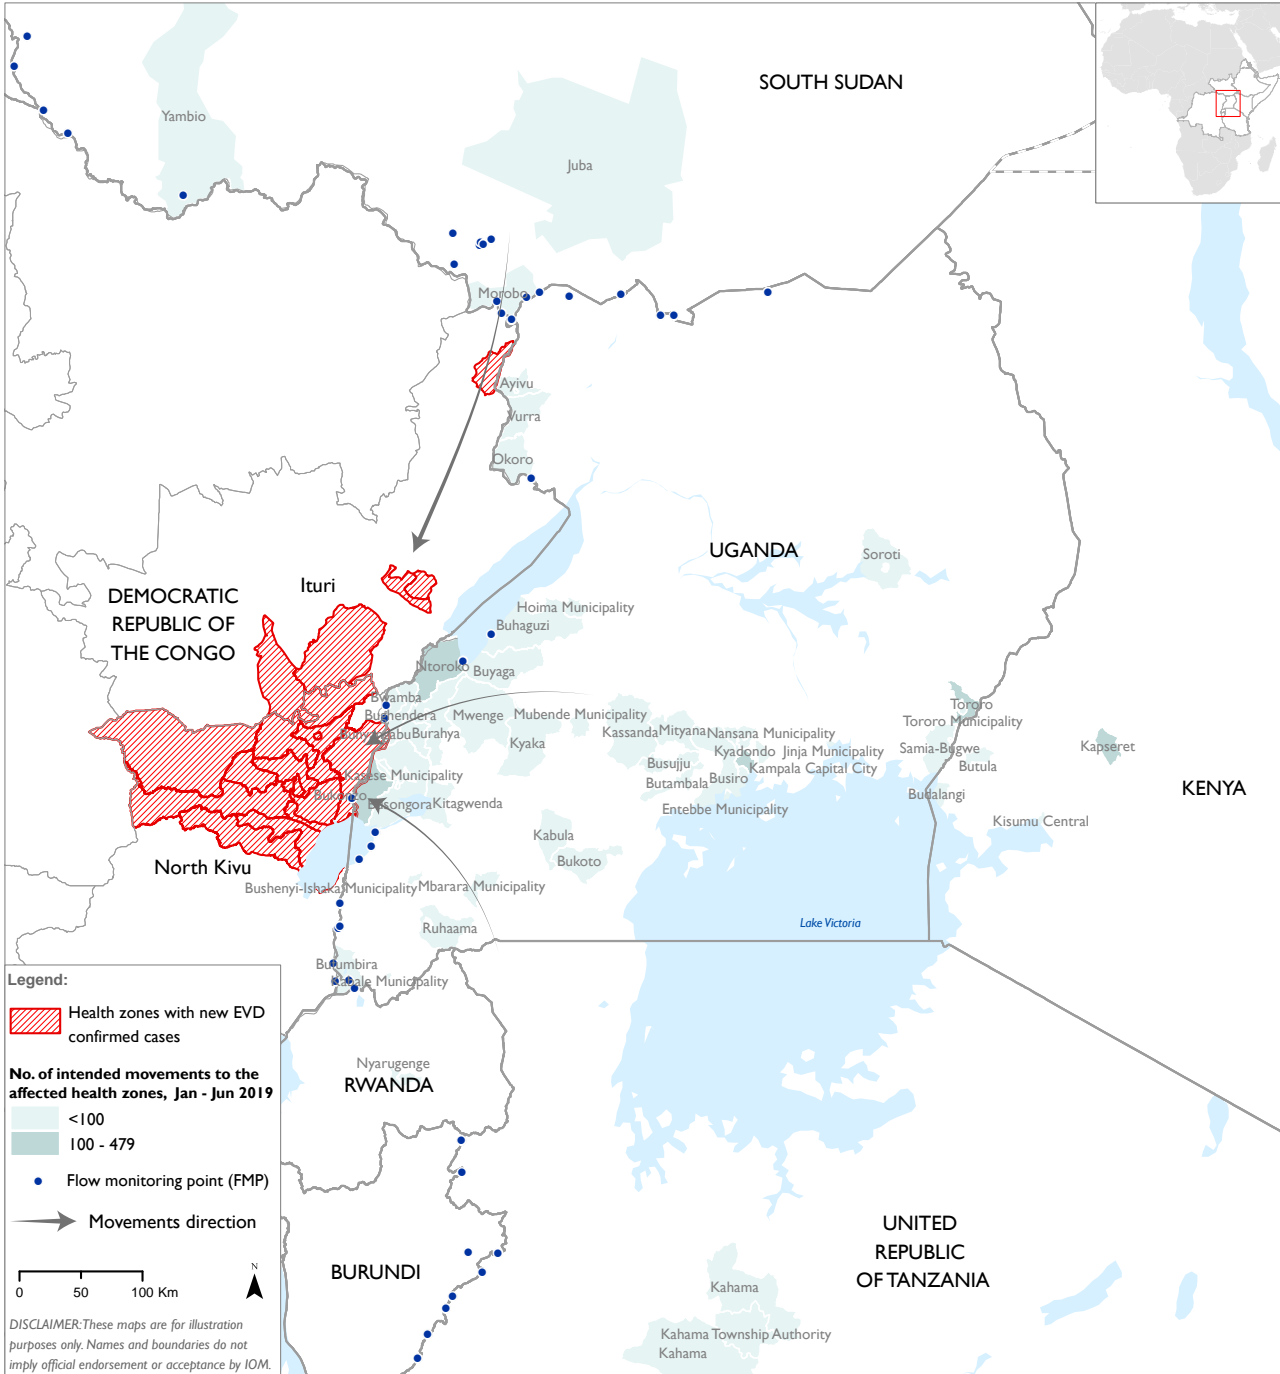 SOUTH SUDAN
Yambio
Juba
Morobo
Ayivu
Vurra
Okoro
UGANDA
Soroti
Ituri
DEMOCRATIC
REPUBLIC OF
THE CONGO
Hoima Municipality
Buhaguzi
Ntoroko
Buyaga
Bwamba
Bughendera
Mwenge
Mubende Municipality
Bunyangabu
Burahya
Kyaka
Kassanda
Mityana
Nansana Municipality
Kyadondo
Jinja Municipality
Busujju
Kampala Capital City
Butambala
Busiro
Entebbe Municipality
Tororo
Tororo Municipality
Samia-Bugwe
Butula
Budalangi
Kapseret
KENYA
Kisumu Central
Kasese Municipality
Bukonzo
Busongora
Kitagwenda
Kabula
Bukoto
North Kivu
Bushenyi-Ishaka Municipality
Mbarara Municipality
Ruhaama
Lake Victoria
Bufumbira
Kabale Municipality
Nyarugenge
RWANDA
BURUNDI
UNITED
REPUBLIC
OF TANZANIA
Kahama
Kahama Township Authority
Kahama
Legend:
Health zones with new EVD
confirmed cases
No. of intended movements to the
affected health zones, Jan - Jun 2019
<100
100 - 479
Flow monitoring point (FMP)
Movements direction
0 50 100 Km
N
DISCLAIMER: These maps are for illustration
purposes only. Names and boundaries do not
imply official endorsement or acceptance by IOM.